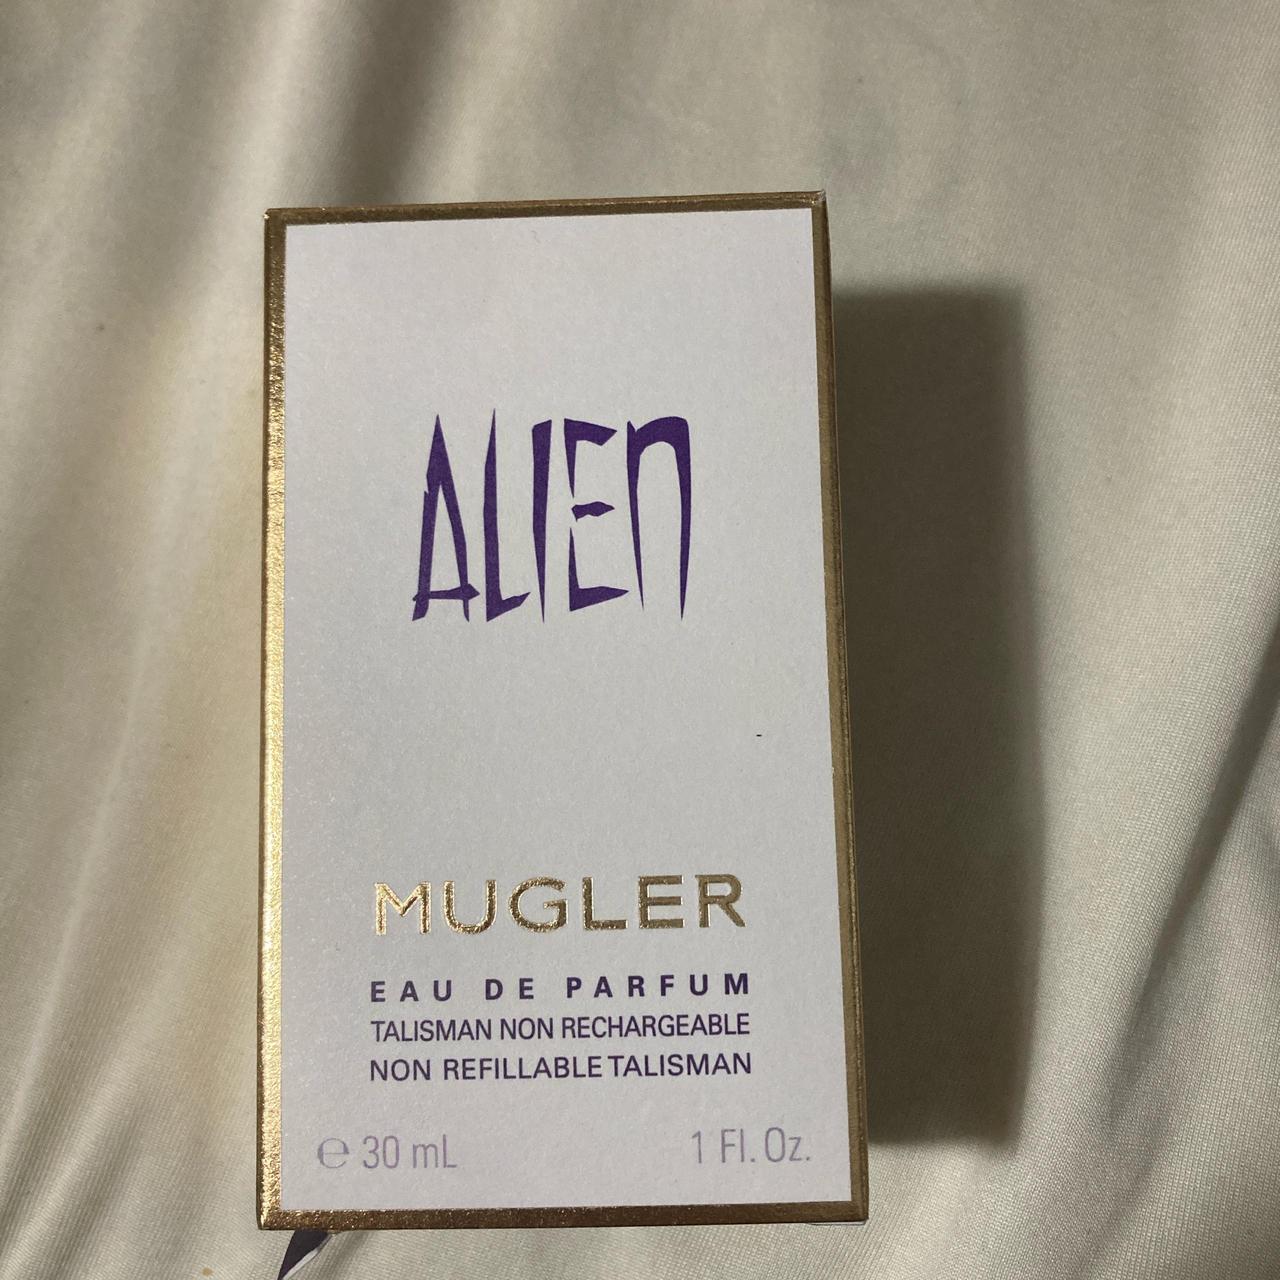 ALIEN
MUGLER
EAU DE PARFUM
TALISMAN NON RECHARGEABLE
NON REFILLABLE TALISMAN
℮ 30 mL 1 Fl. Oz.